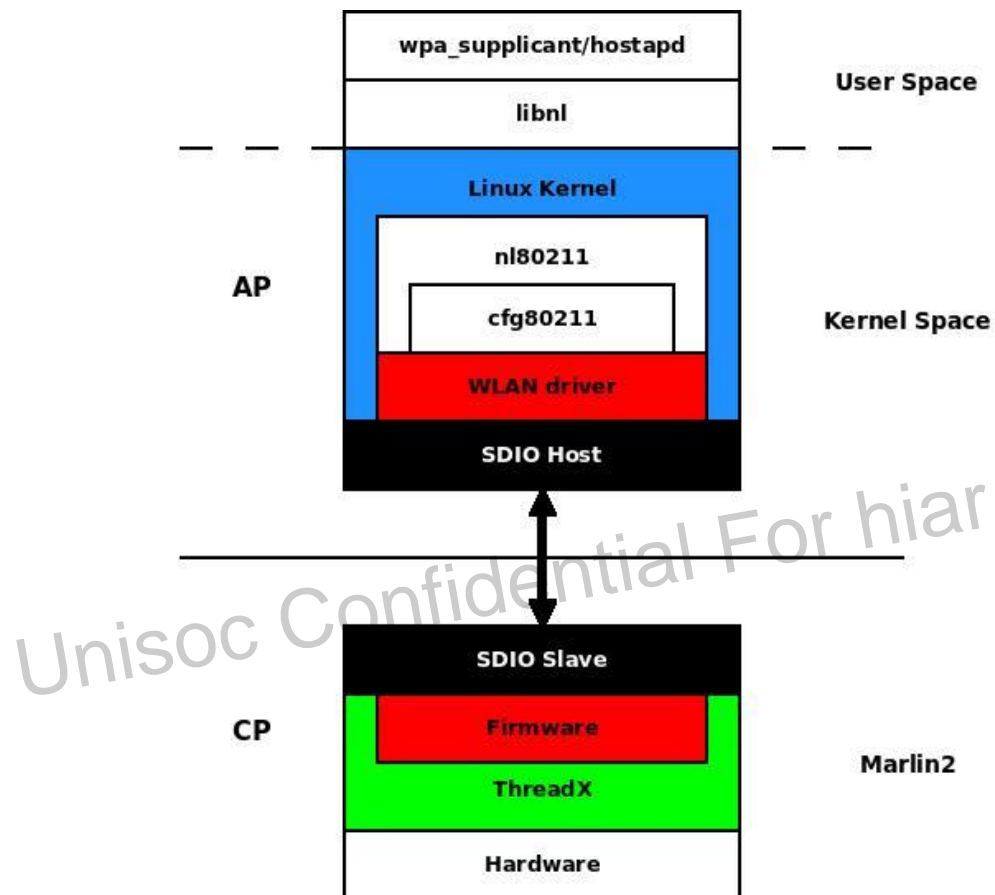 wpa_supplicant/hostapd
User Space
libnl
Linux Kernel
nl80211
AP
cfg80211
Kernel Space
WLAN driver
SDIO Host
Unisoc Confidential For hiar
SDIO Slave
Firmware
CP
Marlin2
ThreadX
Hardware